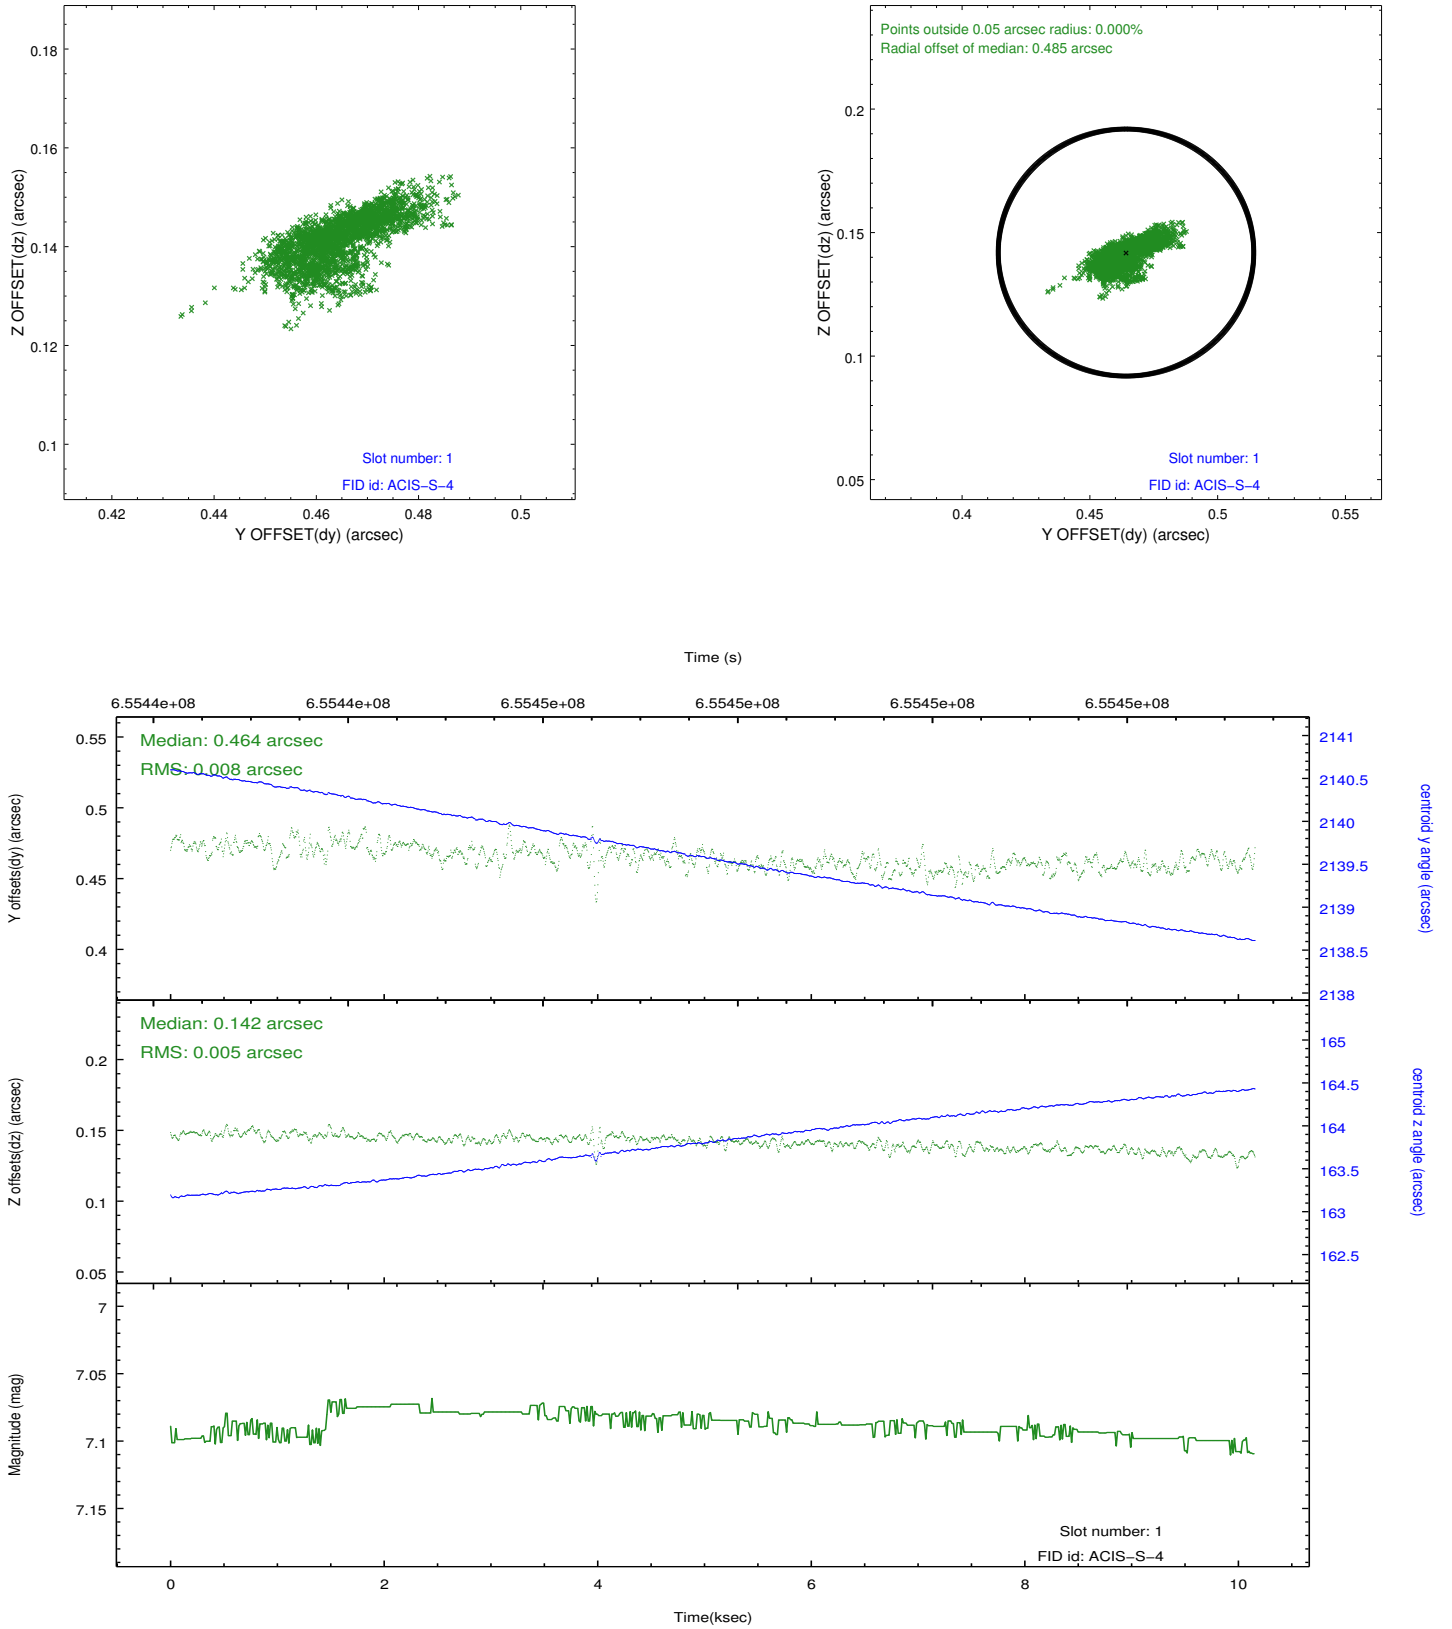 0.18
0.16
0.14
0.12
0.1
Z OFFSET(dz) (arcsec)
Slot number: 1
FID id: ACIS−S−4
0.42 0.44 0.46 0.48 0.5
Y OFFSET(dy) (arcsec)
Points outside 0.05 arcsec radius: 0.000%
Radial offset of median: 0.485 arcsec
0.2
0.15
0.1
0.05
Z OFFSET(dz) (arcsec)
Slot number: 1
FID id: ACIS−S−4
0.4 0.45 0.5 0.55
Y OFFSET(dy) (arcsec)
Time (s)
6.5544e+08 6.5544e+08 6.5545e+08 6.5545e+08 6.5545e+08 6.5545e+08
Median: 0.464 arcsec
RMS: 0.008 arcsec
0.55
0.5
0.45
0.4
Y offsets(dy) (arcsec)
2141
2140.5
2140
2139.5
2139
2138.5
2138
centroid y angle (arcsec)
Median: 0.142 arcsec
RMS: 0.005 arcsec
0.2
0.15
0.1
0.05
Z offsets(dz) (arcsec)
165
164.5
164
163.5
163
162.5
centroid z angle (arcsec)
7
7.05
7.1
7.15
Magnitude (mag)
Slot number: 1
FID id: ACIS−S−4
0 2 4 6 8 10
Time(ksec)